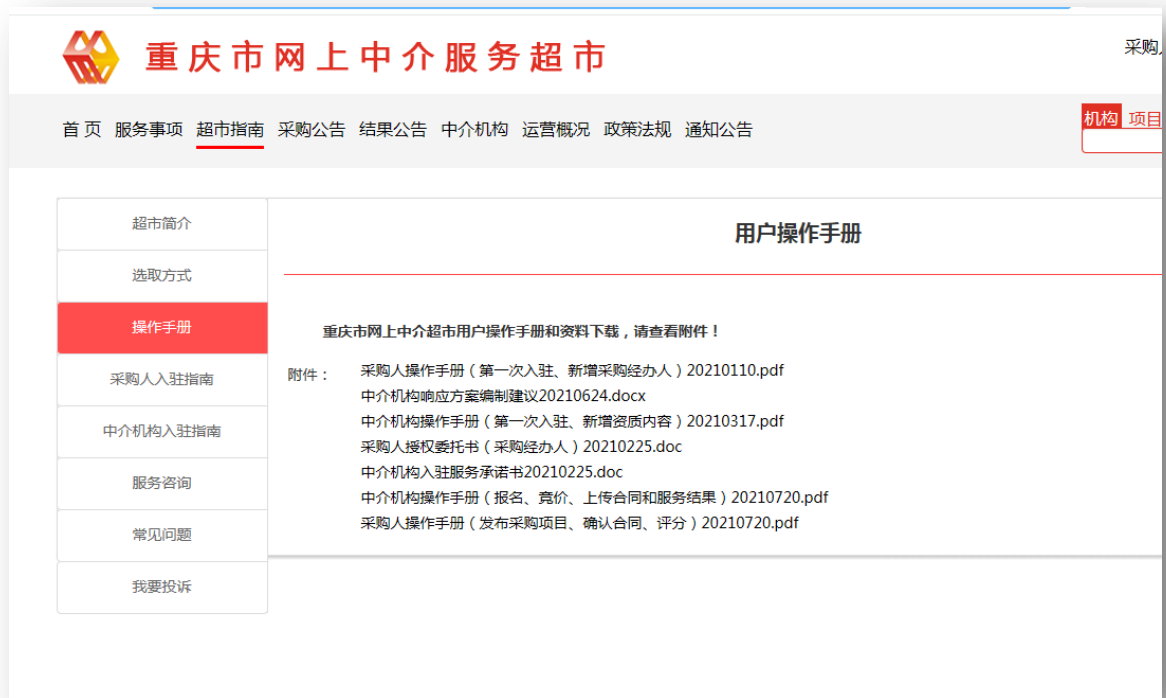 重庆市网上中介服务超市
采购
首页 服务事项 超市指南 采购公告 结果公告 中介机构 运营概况 政策法规 通知公告
机构 项目
超市简介
选取方式
操作手册
采购人入驻指南
中介机构入驻指南
服务咨询
常见问题
我要投诉
用户操作手册
重庆市网上中介超市用户操作手册和资料下载，请查看附件！
附件：
采购人操作手册（第一次入驻、新增采购经办人）20210110.pdf
中介机构响应方案编制建议20210624.docx
中介机构操作手册（第一次入驻、新增资质内容）20210317.pdf
采购人授权委托书（采购经办人）20210225.doc
中介机构入驻服务承诺书20210225.doc
中介机构操作手册（报名、竞价、上传合同和服务结果）20210720.pdf
采购人操作手册（发布采购项目、确认合同、评分）20210720.pdf